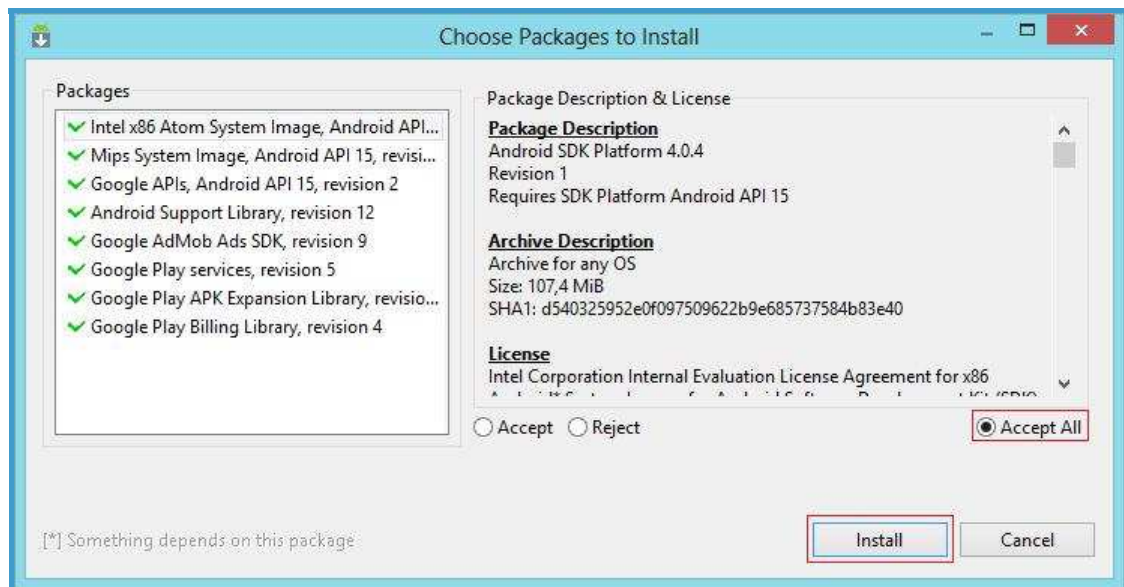 Choose Packages to Install
Packages
Intel x86 Atom System Image, Android API...
Mips System Image, Android API 15, revisi...
Google APIs, Android API 15, revision 2
Android Support Library, revision 12
Google AdMob Ads SDK, revision 9
Google Play services, revision 5
Google Play APK Expansion Library, revisio...
Google Play Billing Library, revision 4
Package Description & License
Package Description
Android SDK Platform 4.0.4
Revision 1
Requires SDK Platform Android API 15
Archive Description
Archive for any OS
Size: 107,4 MiB
SHA1: d540325952e0f097509622b9e685737584b83e40
License
Intel Corporation Internal Evaluation License Agreement for x86
Accept Reject Accept All
[*] Something depends on this package
Install Cancel